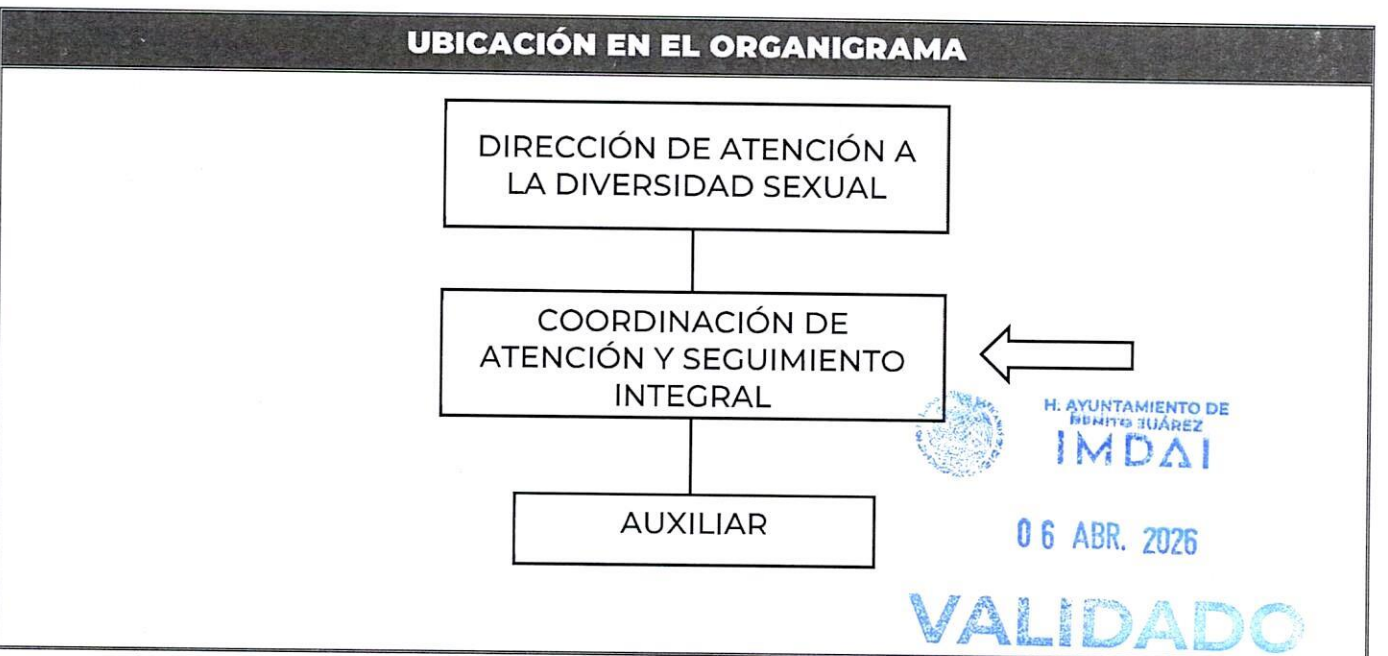 UBICACIÓN EN EL ORGANIGRAMA
DIRECCIÓN DE ATENCIÓN A
LA DIVERSIDAD SEXUAL
COORDINACIÓN DE
ATENCIÓN Y SEGUIMIENTO
INTEGRAL
H. AYUNTAMIENTO DE
BENITO JUÁREZ
IMDAI
AUXILIAR
06 ABR. 2026
VALIDADO